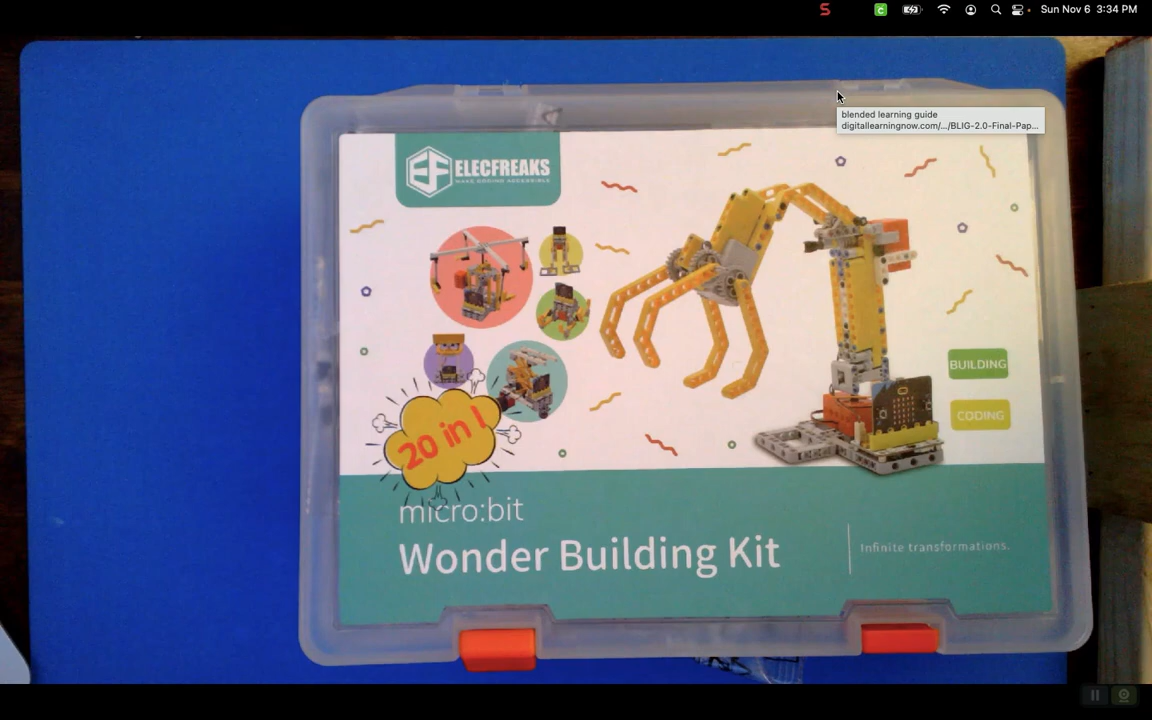 S
Sun Nov 6 3:34 PM
blended learning guide
digitallearningnow.com/.../BLIG-2.0-Final-Pap...
EF ELECFREAKS
MAKE CODING ACCESSIBLE
BUILDING
CODING
20 in 1
micro:bit
Wonder Building Kit
Infinite transformations.